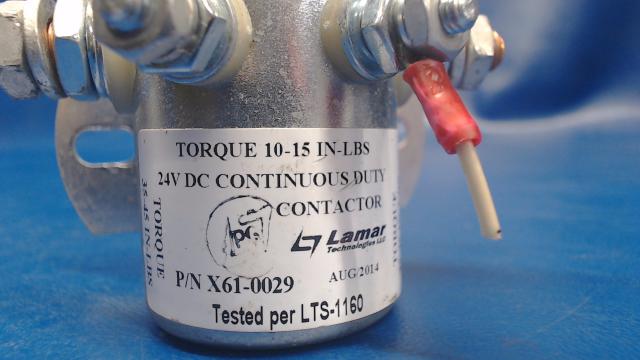 TORQUE 10-15 IN-LBS
24V DC CONTINUOUS DUTY
CONTACTOR
Lamar
Technologies LLC
P/N X61-0029
AUG/2014
Tested per LTS-1160
TORQUE
35-45 IN-LBS